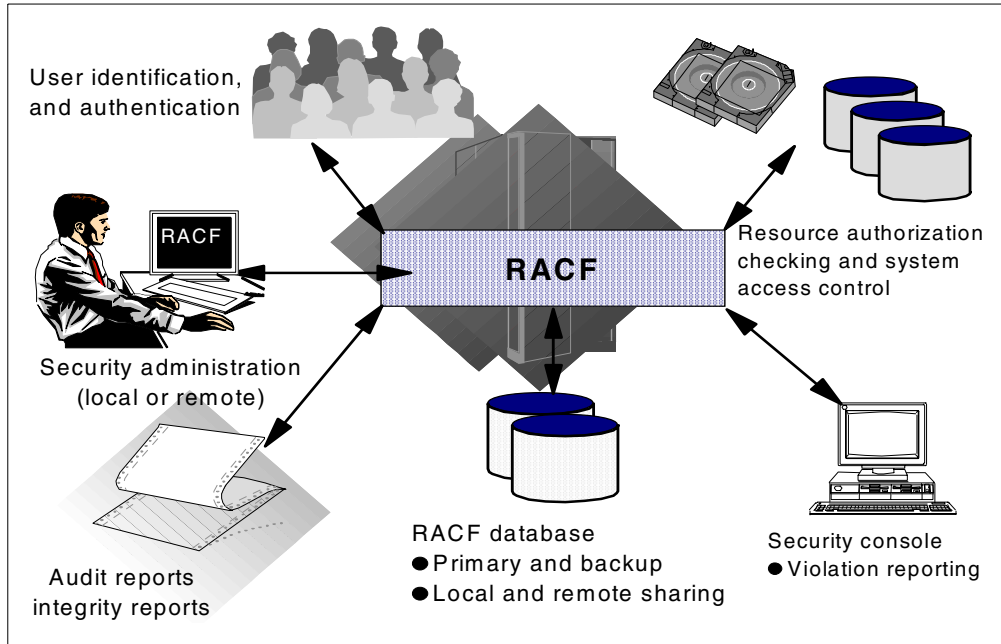 User identification,
and authentication
RACF
Security administration
(local or remote)
Audit reports
integrity reports
RACF
RACF database
● Primary and backup
● Local and remote sharing
Resource authorization
checking and system
access control
Security console
● Violation reporting